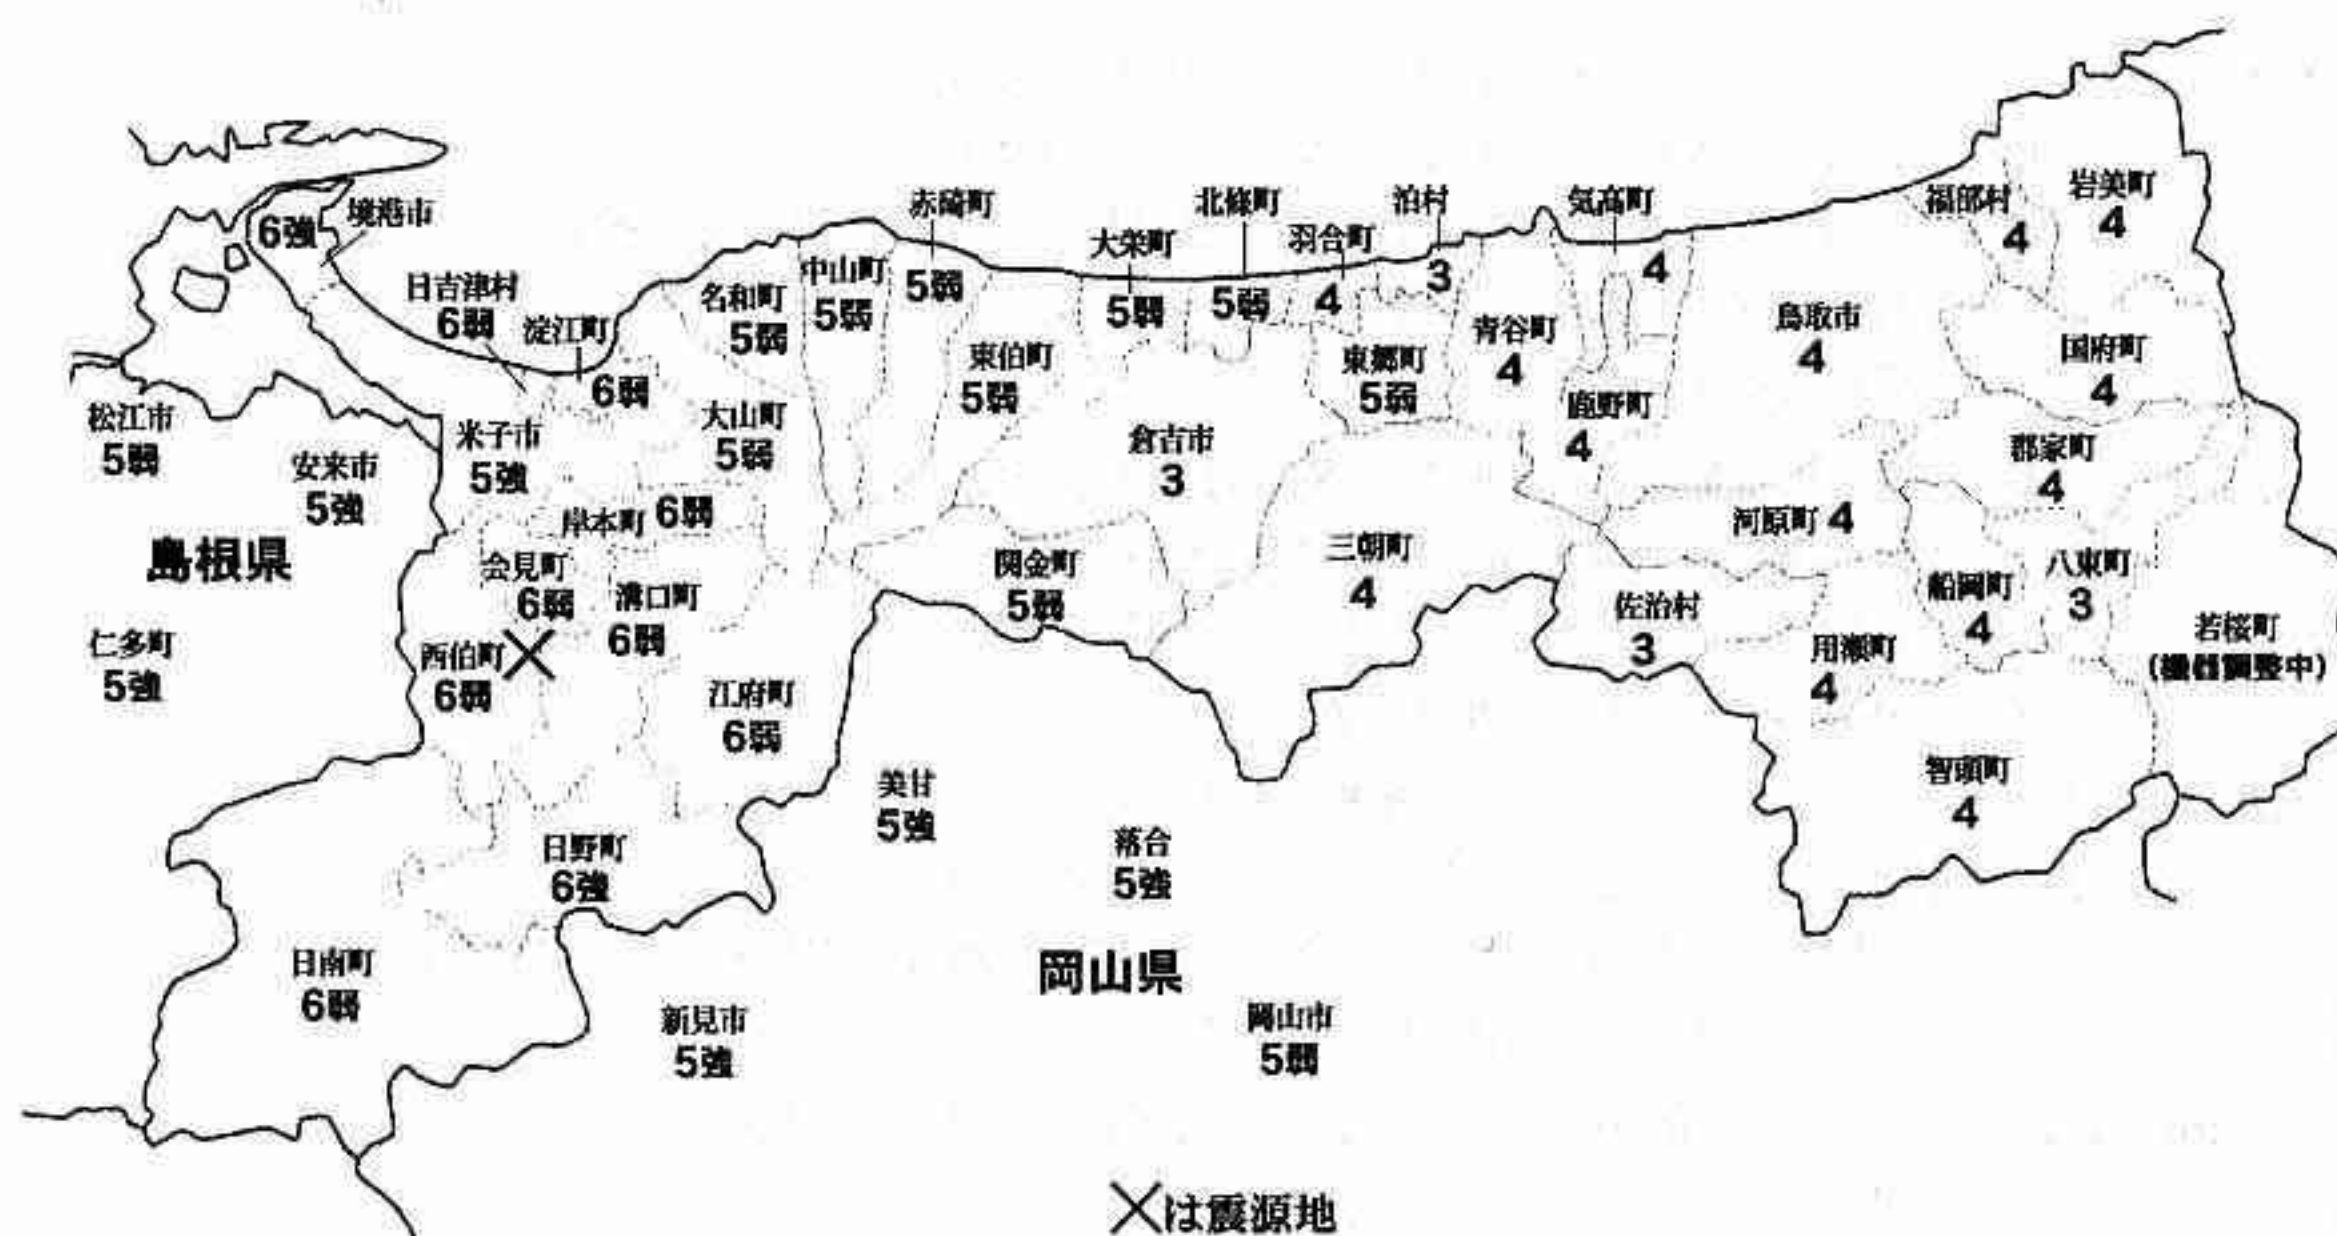 6強
境港市
日吉津村
6弱
淀江町
6弱
名和町
5弱
中山町
5弱
赤碕町
5弱
大栄町
5弱
北條町
5弱
羽合町
4
泊村
3
気高町
4
福部村
4
岩美町
4
松江市
5弱
安来市
5強
島根県
仁多町
5強
米子市
5強
大山町
5弱
東伯町
5弱
倉吉市
3
東郷町
5弱
青谷町
4
鹿野町
4
鳥取市
4
国府町
4
郡家町
4
岸本町 6弱
会見町
6弱
溝口町
6弱
西伯町
6弱
江府町
6弱
関金町
5弱
三朝町
4
河原町 4
佐治村
3
用瀬町
4
船岡町
4
八東町
3
若桜町
(機器調整中)
智頭町
4
日野町
6強
日南町
6弱
美甘
5強
落合
5強
岡山県
新見市
5強
岡山市
5弱
×は震源地